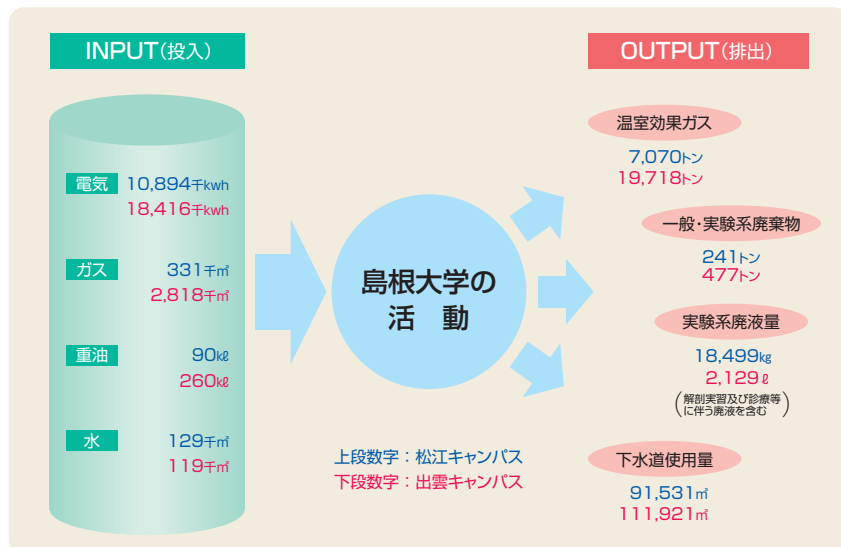 INPUT(投入)
電気 10,894千kwh
18,416千kwh
ガス 331千㎥
2,818千㎥
重油 90㎘
260㎘
水 129千㎥
119千㎥
島根大学の
活 動
上段数字：松江キャンパス
下段数字：出雲キャンパス
OUTPUT(排出)
温室効果ガス
7,070トン
19,718トン
一般・実験系廃棄物
241トン
477トン
実験系廃液量
18,499kg
2,129ℓ
(解剖実習及び診療等
に伴う廃液を含む)
下水道使用量
91,531㎥
111,921㎥